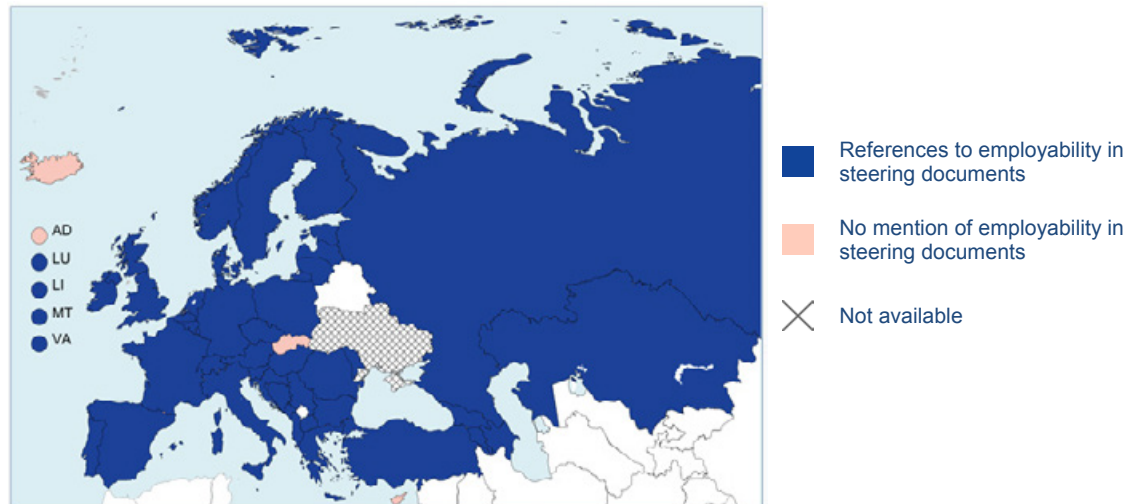 AD
LU
LI
MT
VA
References to employability in
steering documents
No mention of employability in
steering documents
Not available